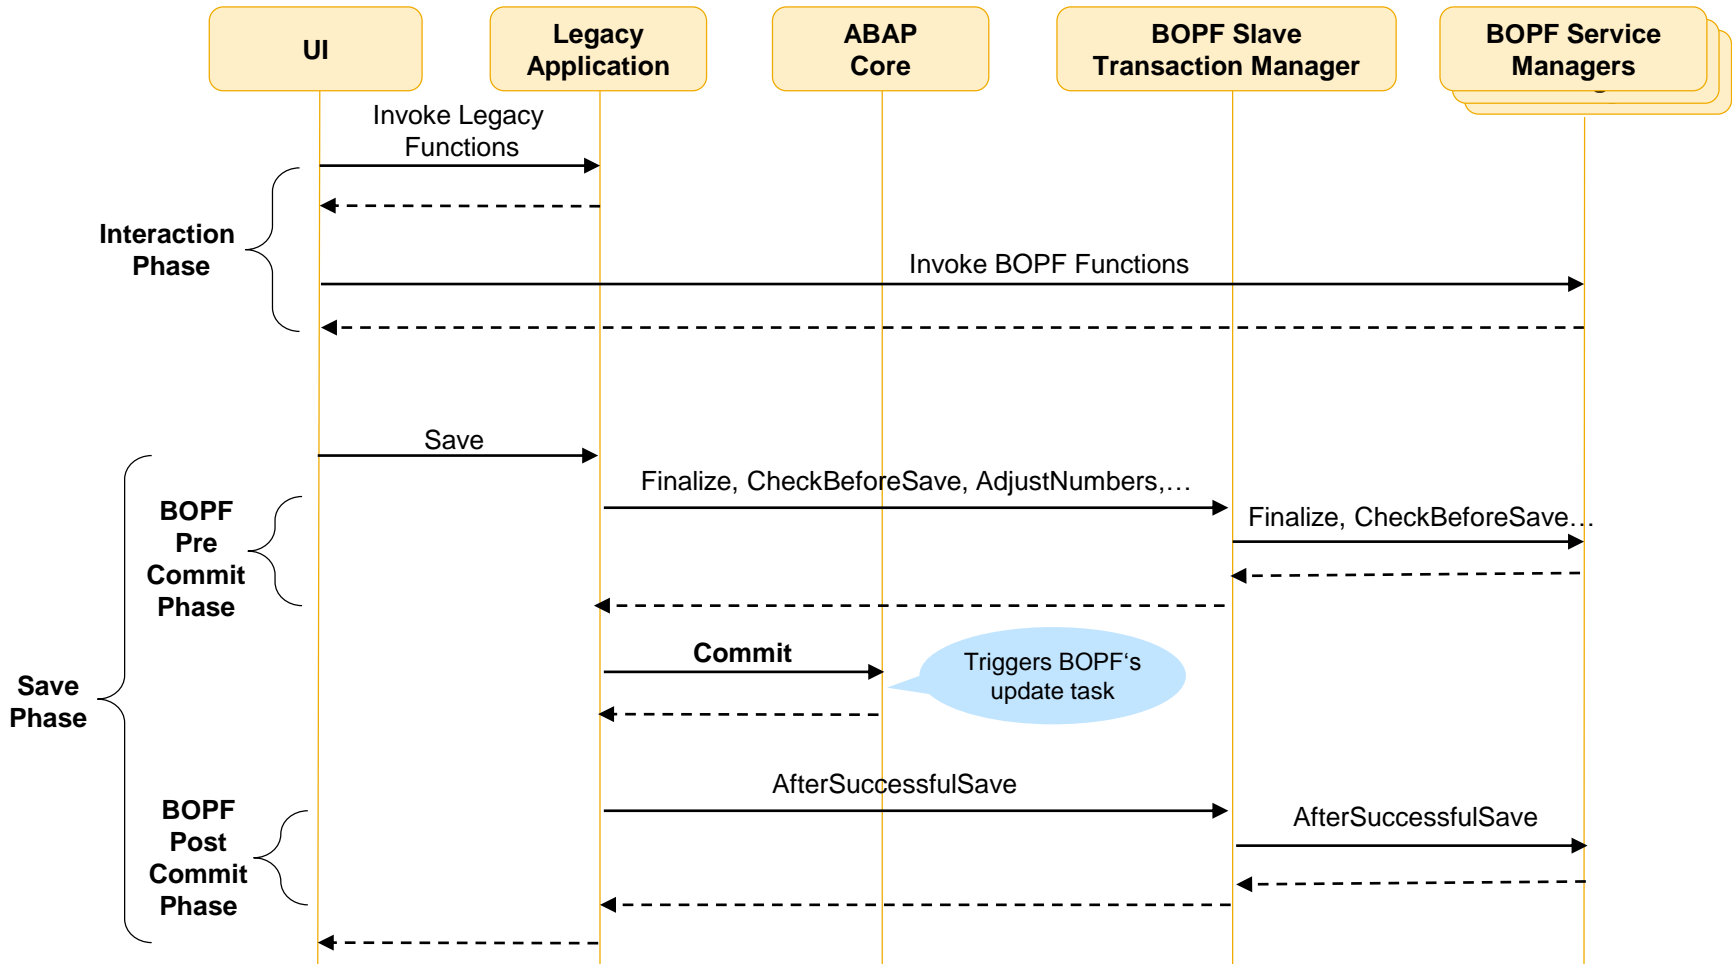 UI
Legacy
Application
ABAP
Core
BOPF Slave
Transaction Manager
BOPF Service
Managers
Invoke Legacy
Functions
Interaction
Phase
Invoke BOPF Functions
Save
Finalize, CheckBeforeSave, AdjustNumbers,…
BOPF
Pre
Commit
Phase
Finalize, CheckBeforeSave…
Commit
Triggers BOPF‘s
update task
Save
Phase
AfterSuccessfulSave
BOPF
Post
Commit
Phase
AfterSuccessfulSave